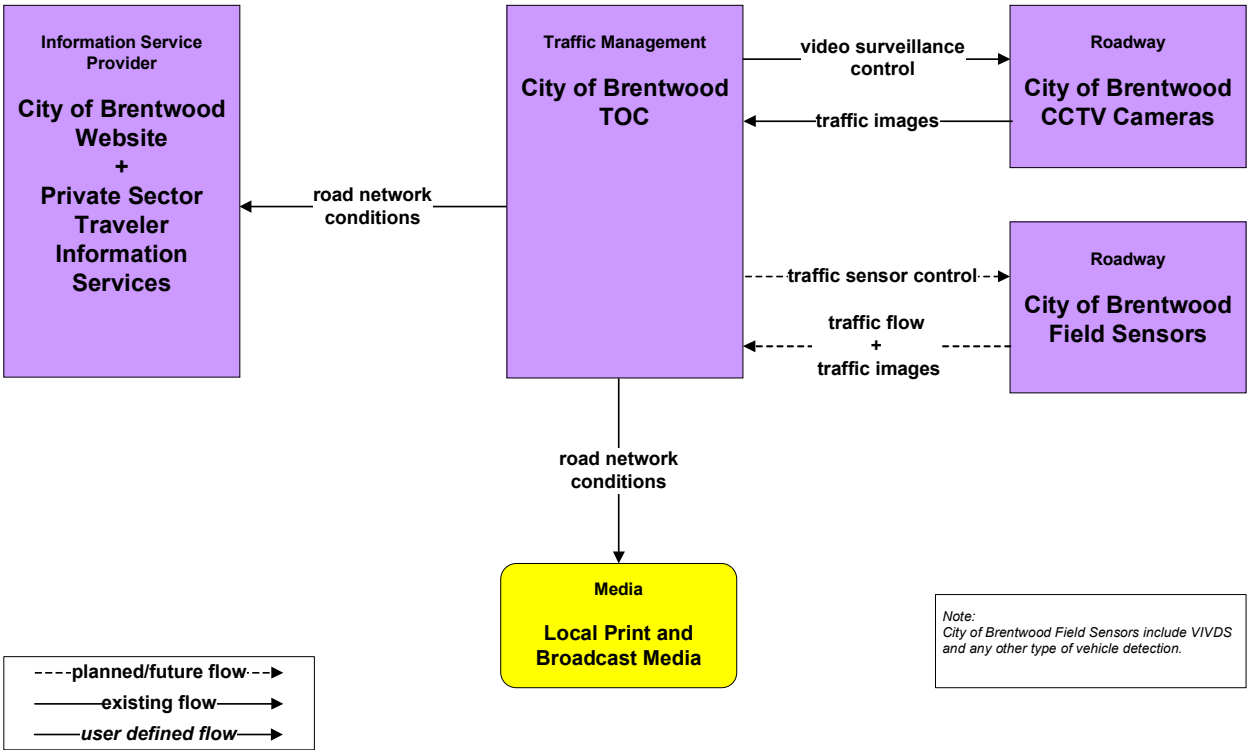 Information Service
Provider
City of Brentwood
Website
+
Private Sector
Traveler
Information
Services
road network
conditions
Traffic Management
City of Brentwood
TOC
video surveillance
control
traffic images
Roadway
City of Brentwood
CCTV Cameras
traffic sensor control
traffic flow
+
traffic images
Roadway
City of Brentwood
Field Sensors
road network
conditions
Media
Local Print and
Broadcast Media
Note:
City of Brentwood Field Sensors include VIVDS
and any other type of vehicle detection.
planned/future flow
existing flow
user defined flow